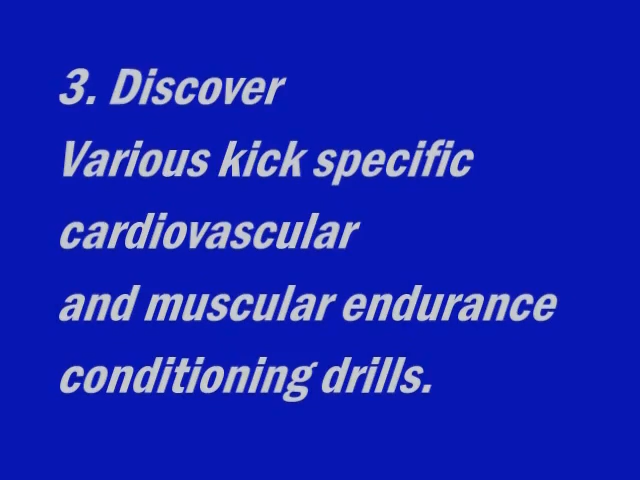 3. Discover
Various kick specific
cardiovascular
and muscular endurance
conditioning drills.